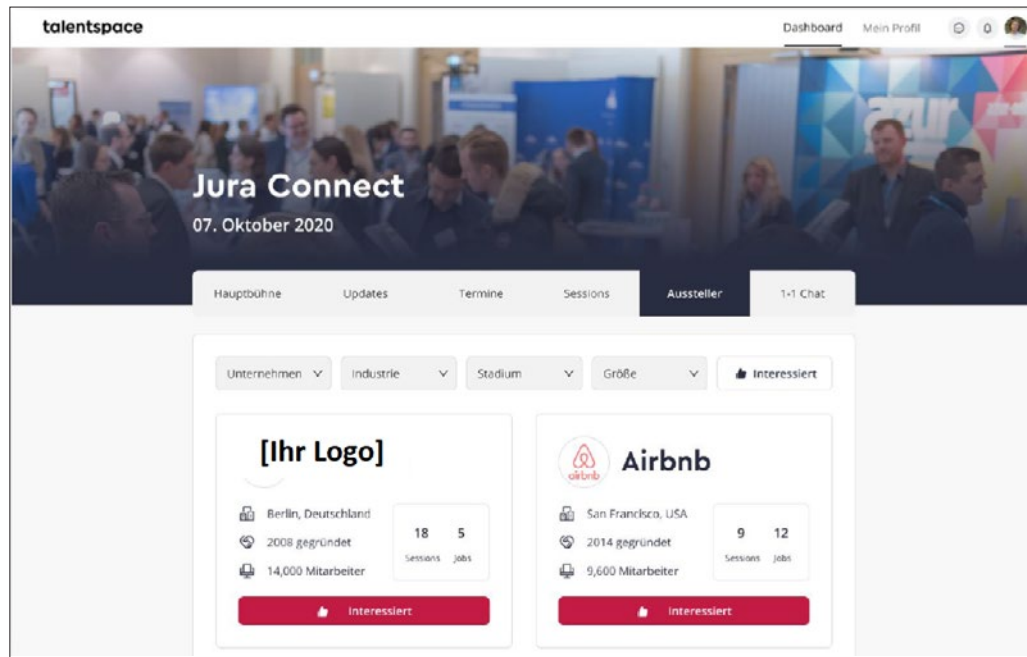 talentspace
Dashboard Mein Profil
azur
Jura Connect
07. Oktober 2020
Hauptbühne Updates Termine Sessions Aussteller 1-1 Chat
Unternehmen Industrie Stadium Größe Interessiert
[Ihr Logo]
Berlin, Deutschland
2008 gegründet
14,000 Mitarbeiter
18 5
Sessions Jobs
Interessiert
airbnb
Airbnb
San Francisco, USA
2014 gegründet
9,600 Mitarbeiter
9 12
Sessions Jobs
Interessiert